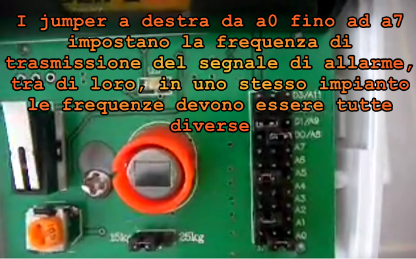 I jumper a destra da a0 fino ad a7
impostano la frequenza di
trasmissione del segnale di allarme,
tra di loro, in uno stesso impianto
le frequenze devono essere tutte
diverse
D3/A11
D1/A9
D0/A8
A7
A6
A5
A4
A3
A2
A1
A0
15kg
25kg